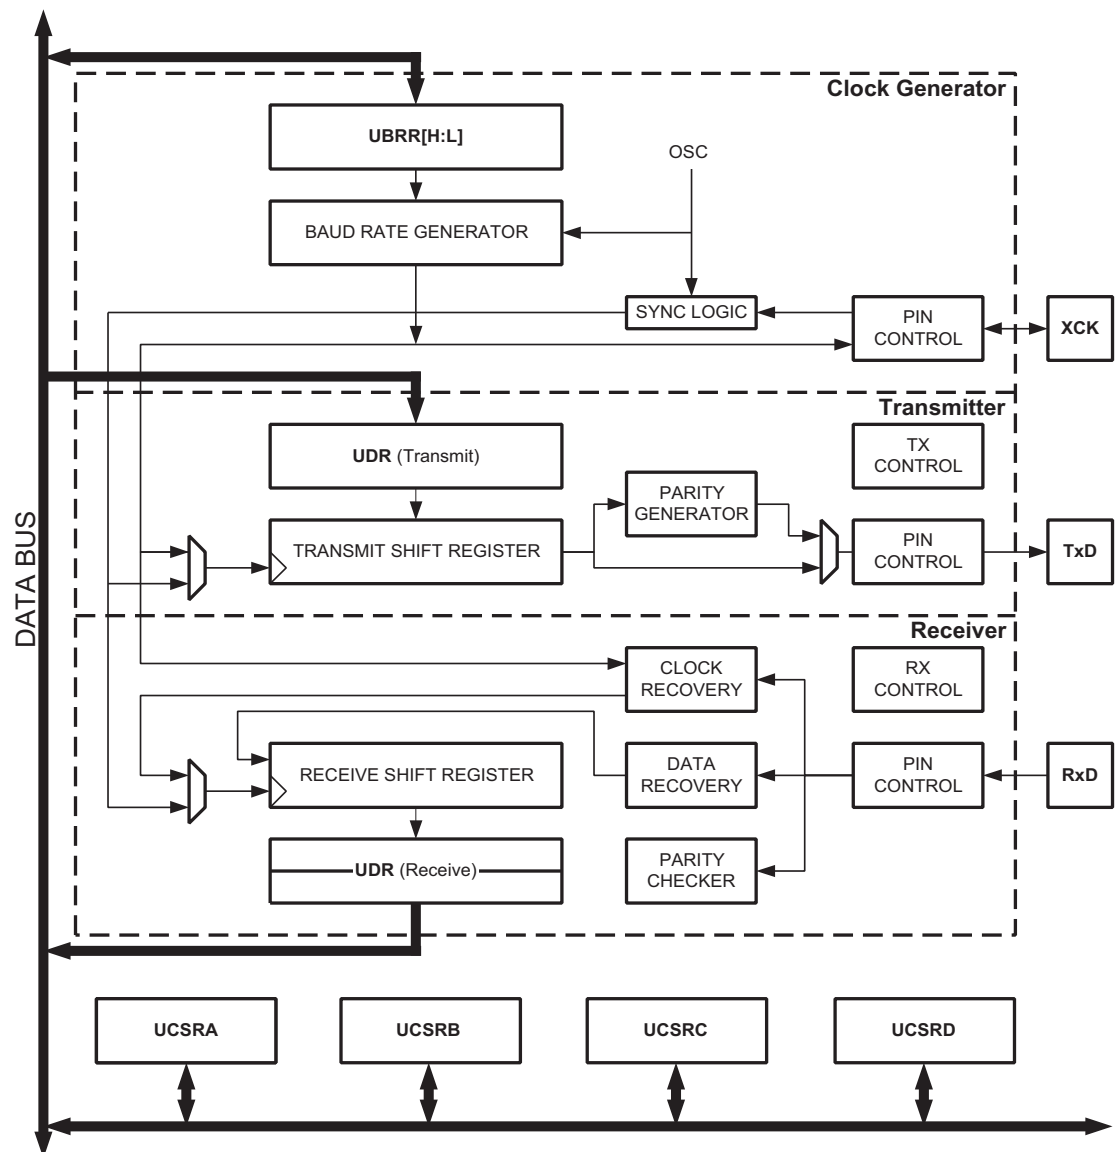 Clock Generator
UBRR[H:L]
OSC
BAUD RATE GENERATOR
SYNC LOGIC
PIN
CONTROL
XCK
Transmitter
TX
CONTROL
UDR (Transmit)
PARITY
GENERATOR
TRANSMIT SHIFT REGISTER
PIN
CONTROL
TxD
DATA BUS
Receiver
CLOCK
RECOVERY
RX
CONTROL
RECEIVE SHIFT REGISTER
DATA
RECOVERY
PIN
CONTROL
RxD
UDR (Receive)
PARITY
CHECKER
UCSRA
UCSRB
UCSRC
UCSRD